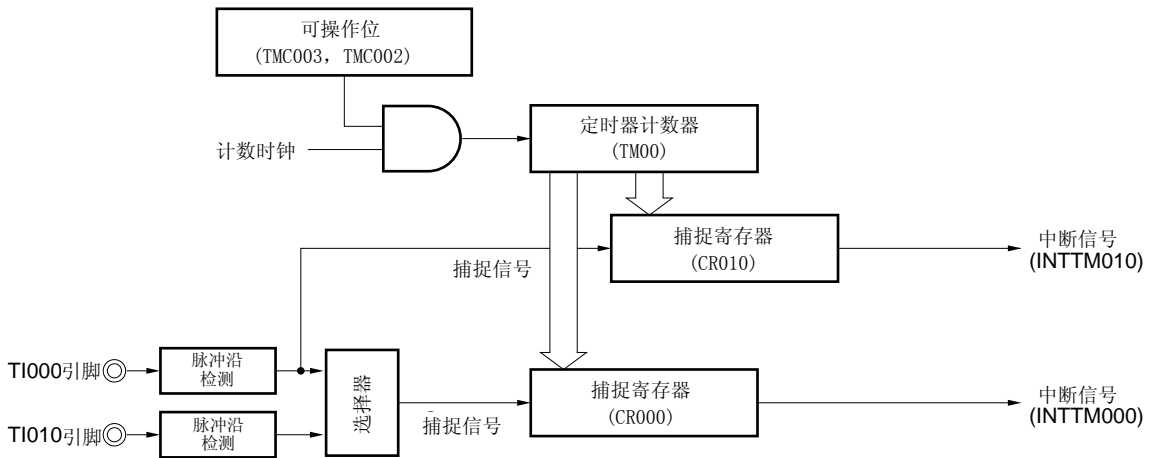 可操作位
(TMC003，TMC002)
计数时钟
定时器计数器
(TM00)
捕捉寄存器
(CR010)
中断信号
(INTTM010)
捕捉信号
TI000引脚
脉冲沿
检测
选择器
捕捉寄存器
(CR000)
中断信号
(INTTM000)
捕捉信号
TI010引脚
脉冲沿
检测